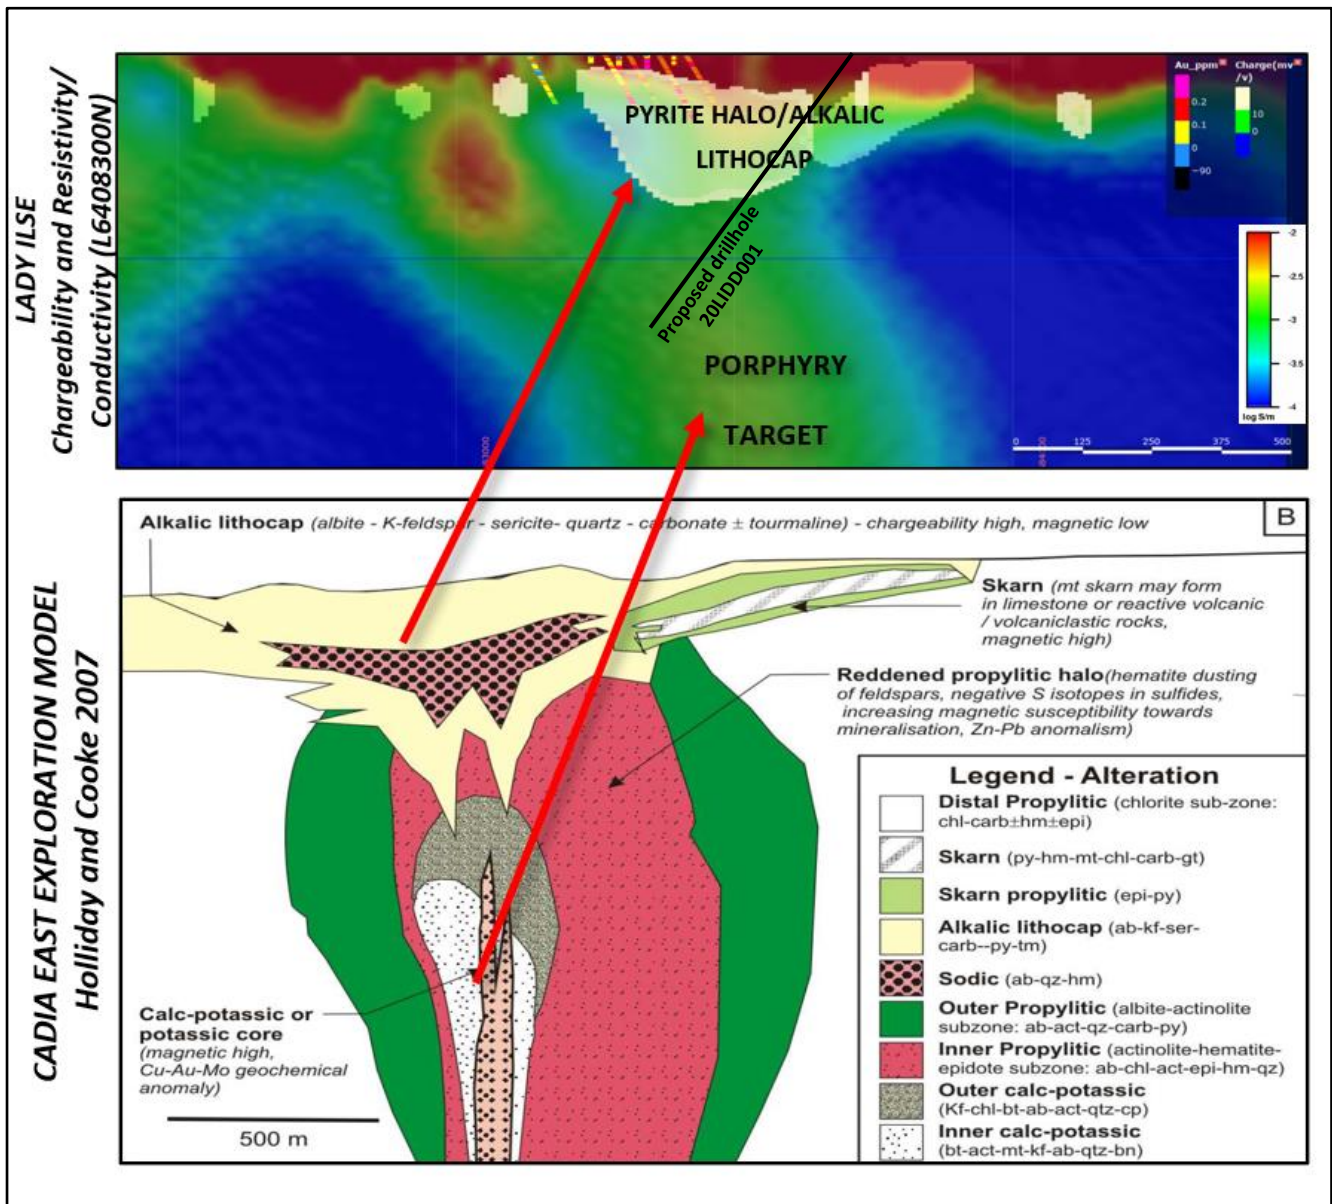 LADY ILSE
Chargeability and Resistivity/
Conductivity (L6408300N)
PYRITE HALO/ALKALIC
LITHOCAP
Proposed drillhole
20LIDD001
PORPHYRY
TARGET
Au_ppm
0.2
0.1
0
-90
Charge(mv
/v)
10
0
-2
-2.5
-3
-3.5
-4
log S/m
0 125 250 375 500
CADIA EAST EXPLORATION MODEL
Holliday and Cooke 2007
Alkalic lithocap (albite - K-feldspar - sericite- quartz - carbonate ± tourmaline) - chargeability high, magnetic low
B
Skarn (mt skarn may form
in limestone or reactive volcanic
/ volcaniclastic rocks,
magnetic high)
Reddened propylitic halo(hematite dusting
of feldspars, negative S isotopes in sulfides,
increasing magnetic susceptibility towards
mineralisation, Zn-Pb anomalism)
Calc-potassic or
potassic core
(magnetic high,
Cu-Au-Mo geochemical
anomaly)
500 m
Legend - Alteration
Distal Propylitic (chlorite sub-zone:
chl-carb±hm±epi)
Skarn (py-hm-mt-chl-carb-gt)
Skarn propylitic (epi-py)
Alkalic lithocap (ab-kf-ser-
carb--py-tm)
Sodic (ab-qz-hm)
Outer Propylitic (albite-actinolite
subzone: ab-act-qz-carb-py)
Inner Propylitic (actinolite-hematite-
epidote subzone: ab-chl-act-epi-hm-qz)
Outer calc-potassic
(Kf-chl-bt-ab-act-qtz-cp)
Inner calc-potassic
(bt-act-mt-kf-ab-qtz-bn)